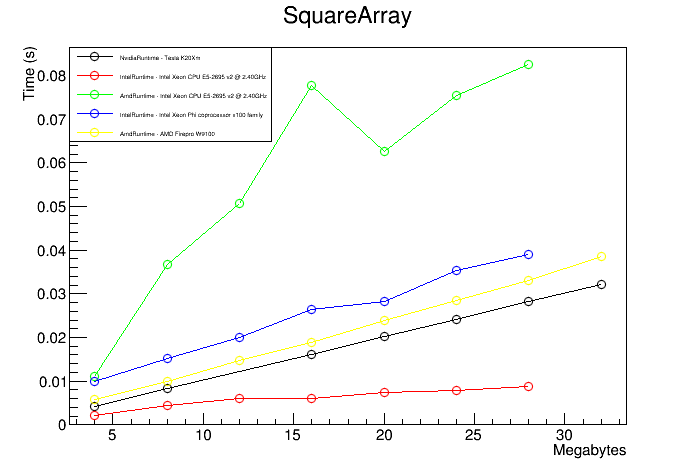 SquareArray
Time (s)
NvidiaRuntime - Tesla K20Xm
IntelRuntime - Intel Xeon CPU E5-2695 v2 @ 2.40GHz
AmdRuntime - Intel Xeon CPU E5-2695 v2 @ 2.40GHz
IntelRuntime - Intel Xeon Phi coprocessor x100 family
AmdRuntime - AMD Firepro W9100
0.08
0.07
0.06
0.05
0.04
0.03
0.02
0.01
0
5 10 15 20 25 30
Megabytes